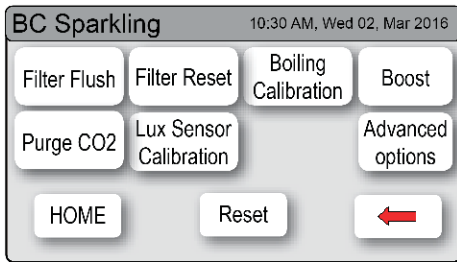 BC Sparkling
10:30 AM, Wed 02, Mar 2016
Filter Flush
Filter Reset
Boiling
Calibration
Boost
Purge CO2
Lux Sensor
Calibration
Advanced
options
HOME
Reset